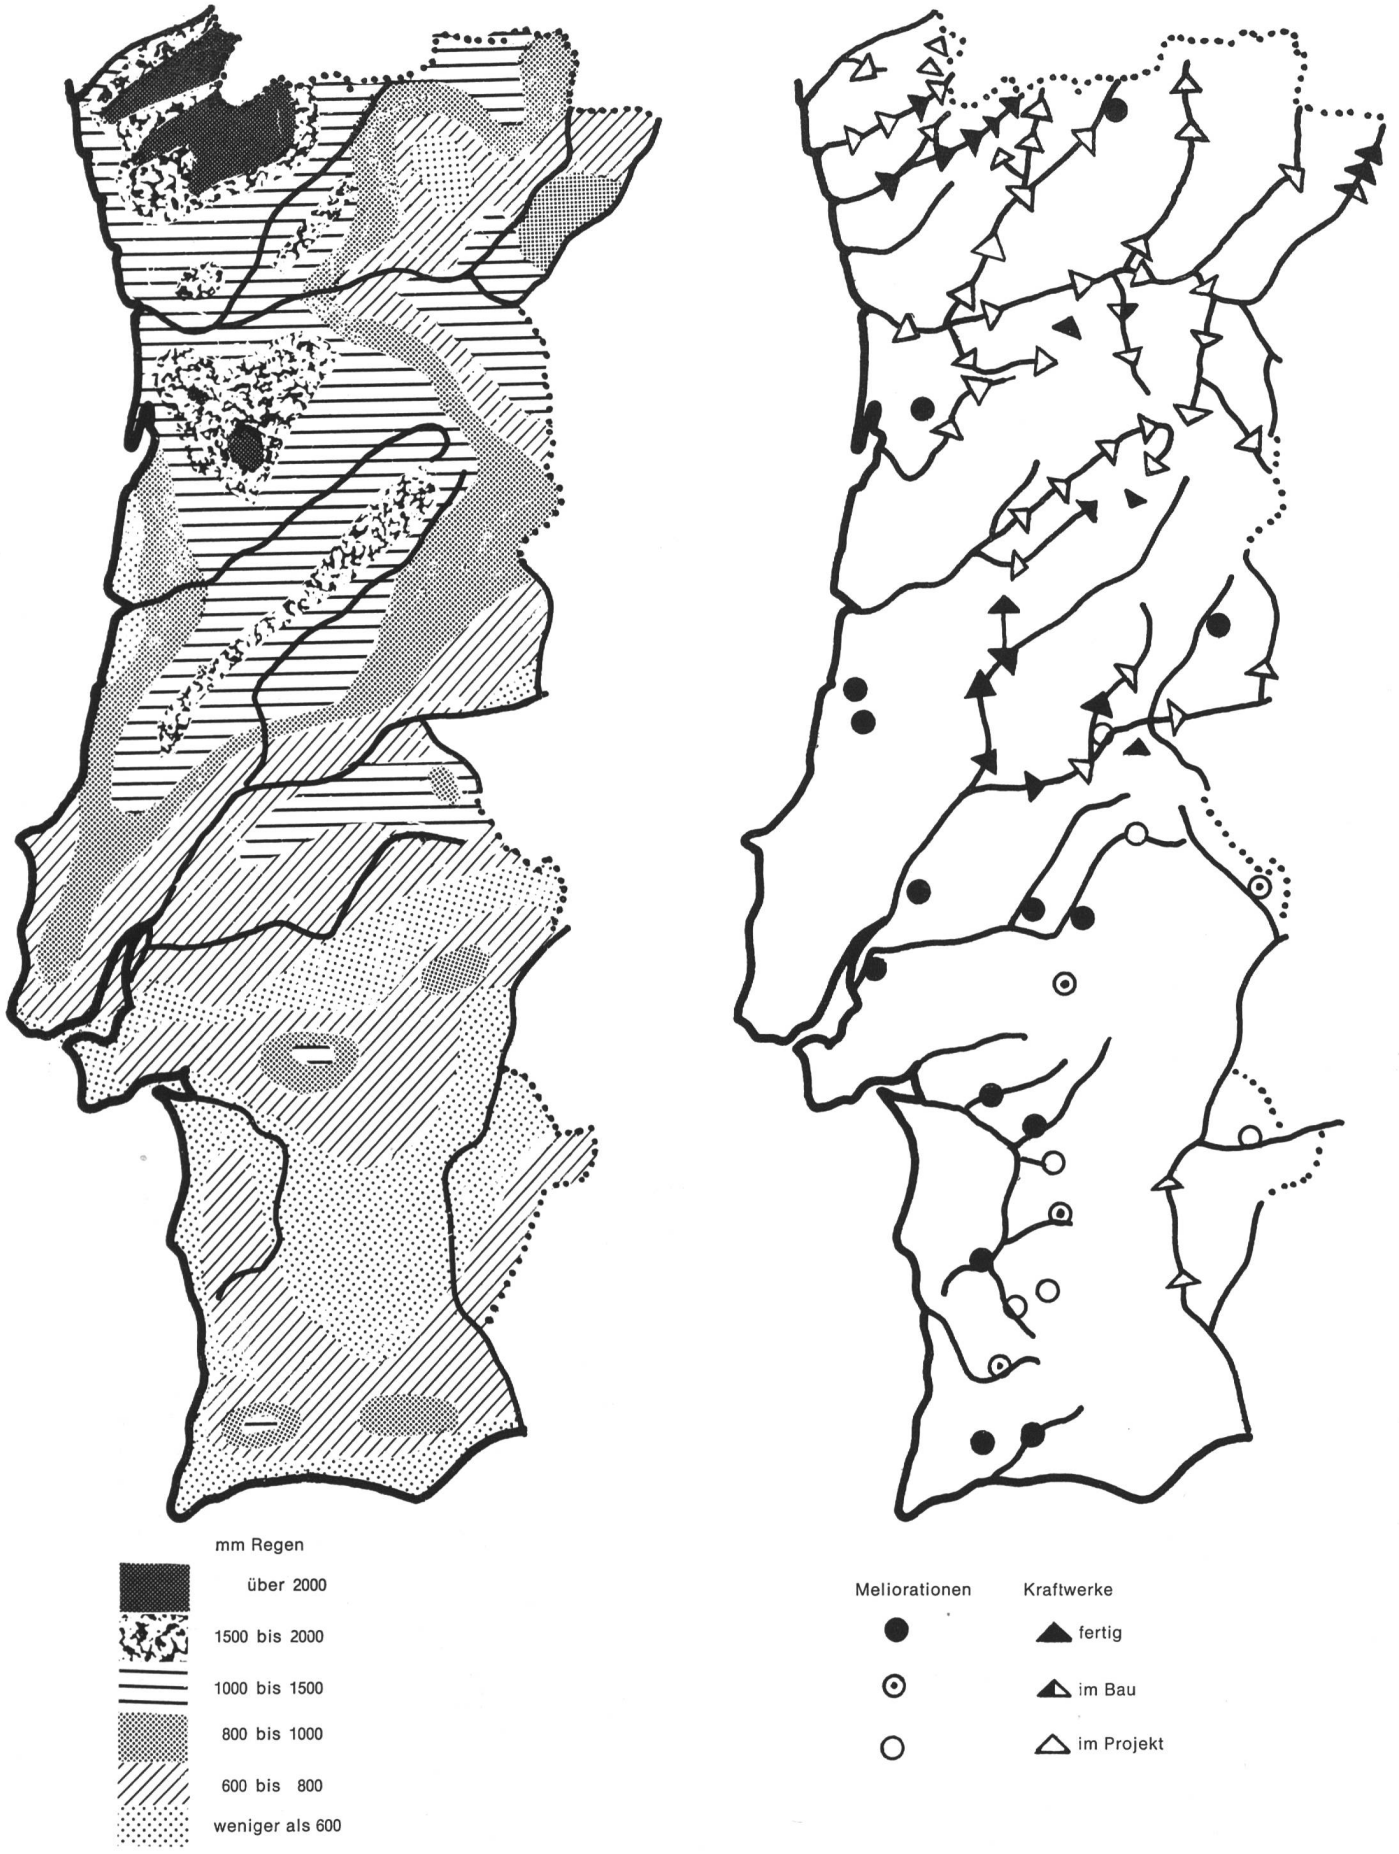 mm Regen
über 2000
1500 bis 2000
1000 bis 1500
800 bis 1000
600 bis 800
weniger als 600
Meliorationen Kraftwerke
fertig
im Bau
im Projekt